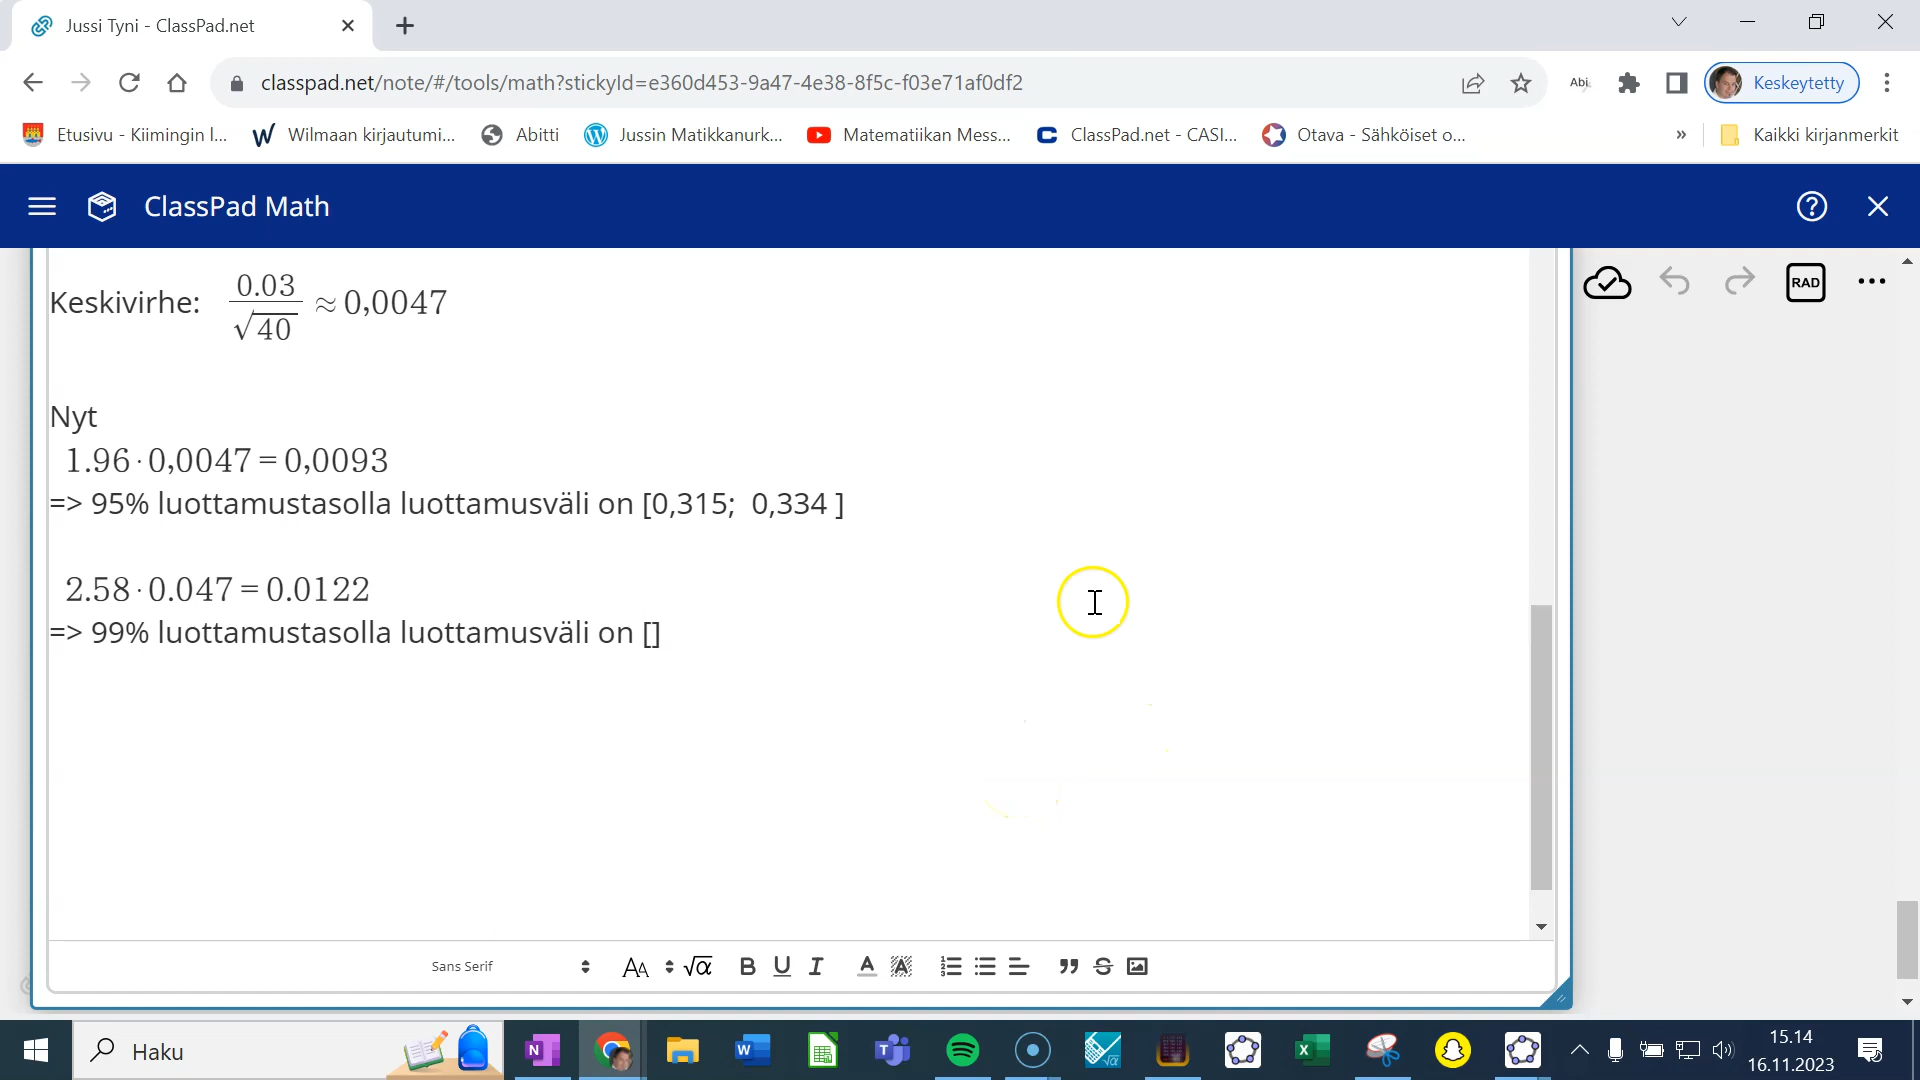 Jussi Tyni - ClassPad.net
classpad.net/note/#/tools/math?stickyId=e360d453-9a47-4e38-8f5c-f03e71af0df2
Abi
Keskeytetty
Etusivu - Kiimingin l...
Wilmaan kirjautumi...
Abitti
Jussin Matikkanurk...
Matematiikan Mess...
ClassPad.net - CASI...
Otava - Sähköiset o...
»
Kaikki kirjanmerkit
ClassPad Math
RAD
Keskivirhe: 0.03/√40 ≈ 0,0047
Nyt
1.96·0,0047=0,0093
=> 95% luottamustasolla luottamusväli on [0,315; 0,334 ]
2.58·0.047=0.0122
=> 99% luottamustasolla luottamusväli on []
Sans Serif
AA √α B U I A A
Haku
15.14
16.11.2023